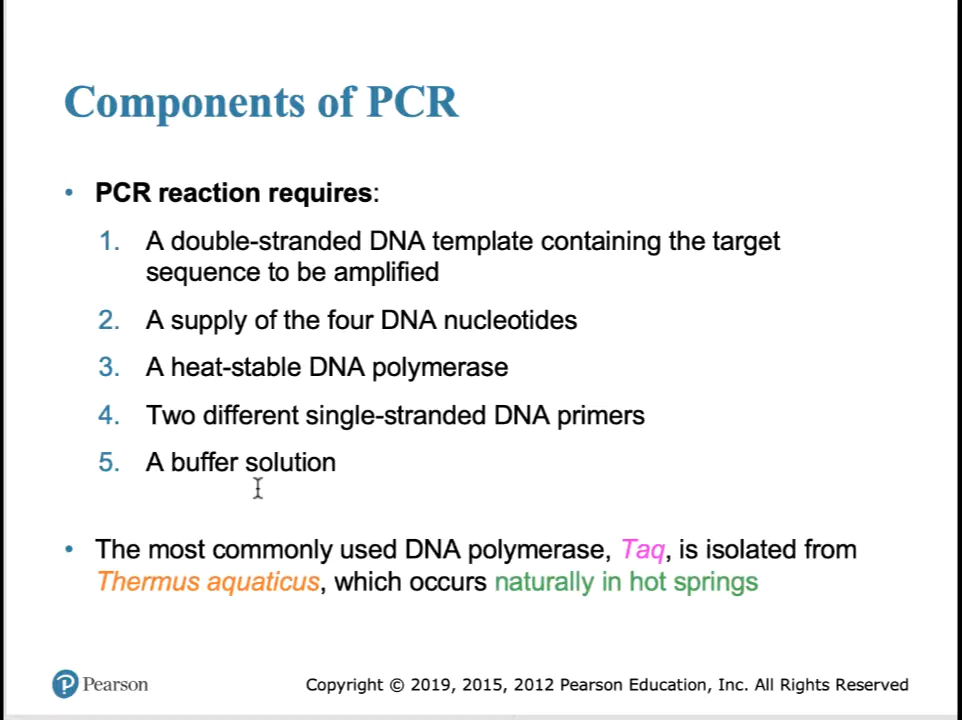 Components of PCR
• PCR reaction requires:
1. A double-stranded DNA template containing the target
sequence to be amplified
2. A supply of the four DNA nucleotides
3. A heat-stable DNA polymerase
4. Two different single-stranded DNA primers
5. A buffer solution
• The most commonly used DNA polymerase, Taq, is isolated from
Thermus aquaticus, which occurs naturally in hot springs
P Pearson
Copyright © 2019, 2015, 2012 Pearson Education, Inc. All Rights Reserved